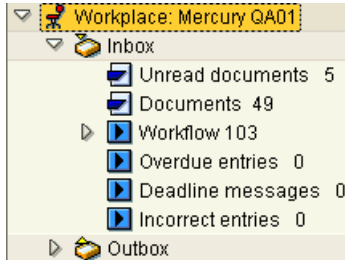 Workplace: Mercury QA01
Inbox
Unread documents 5
Documents 49
Workflow 103
Overdue entries 0
Deadline messages 0
Incorrect entries 0
Outbox